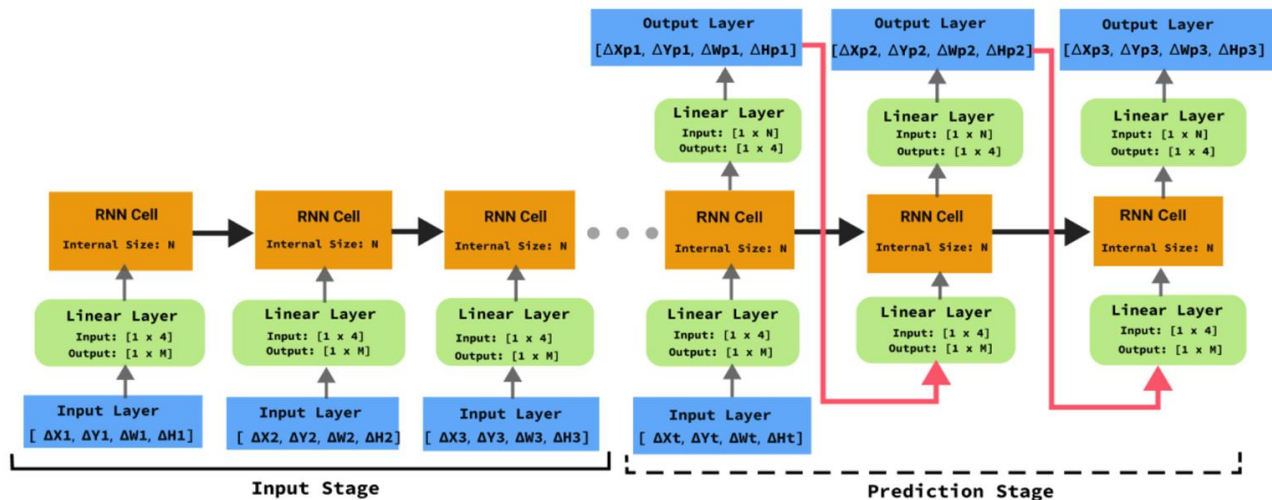 Output Layer
[ΔXp1, ΔYp1, ΔWp1, ΔHp1]
Output Layer
[ΔXp2, ΔYp2, ΔWp2, ΔHp2]
Output Layer
[ΔXp3, ΔYp3, ΔWp3, ΔHp3]
Linear Layer
Input: [1 x N]
Output: [1 x 4]
Linear Layer
Input: [1 x N]
Output: [1 x 4]
Linear Layer
Input: [1 x N]
Output: [1 x 4]
RNN Cell
Internal Size: N
RNN Cell
Internal Size: N
RNN Cell
Internal Size: N
RNN Cell
Internal Size: N
RNN Cell
Internal Size: N
RNN Cell
Internal Size: N
Linear Layer
Input: [1 x 4]
Output: [1 x M]
Linear Layer
Input: [1 x 4]
Output: [1 x M]
Linear Layer
Input: [1 x 4]
Output: [1 x M]
Linear Layer
Input: [1 x 4]
Output: [1 x M]
Linear Layer
Input: [1 x 4]
Output: [1 x M]
Linear Layer
Input: [1 x 4]
Output: [1 x M]
Input Layer
[ ΔX1, ΔY1, ΔW1, ΔH1]
Input Layer
[ ΔX2, ΔY2, ΔW2, ΔH2]
Input Layer
[ ΔX3, ΔY3, ΔW3, ΔH3]
Input Layer
[ ΔXt, ΔYt, ΔWt, ΔHt]
Input Stage
Prediction Stage